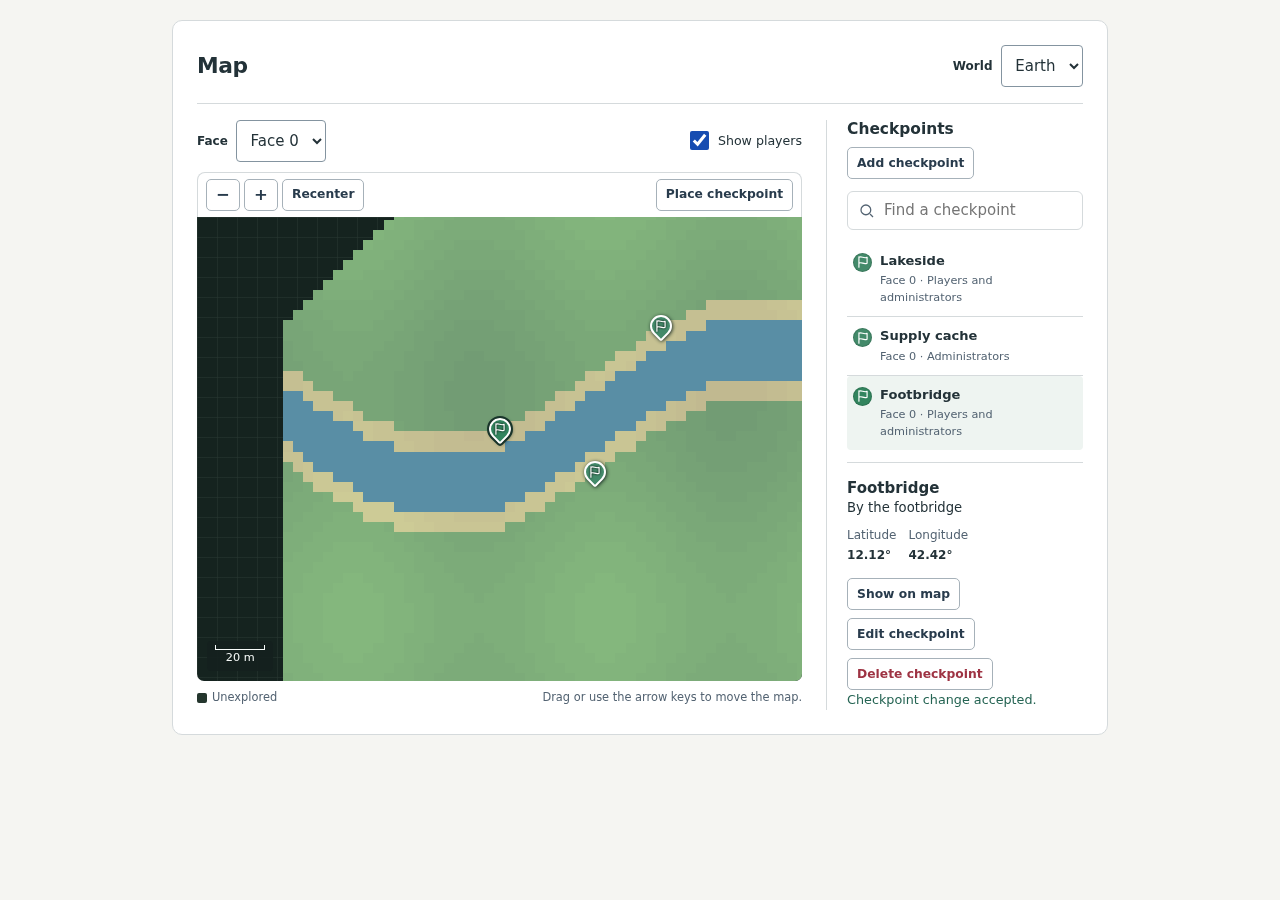 Map
World
Earth
Face
Face 0
Show players
−
+
Recenter
Place checkpoint
20 m
Unexplored
Drag or use the arrow keys to move the map.
Checkpoints
Add checkpoint
Find a checkpoint
Lakeside
Face 0 · Players and
administrators
Supply cache
Face 0 · Administrators
Footbridge
Face 0 · Players and
administrators
Footbridge
By the footbridge
Latitude Longitude
12.12° 42.42°
Show on map
Edit checkpoint
Delete checkpoint
Checkpoint change accepted.